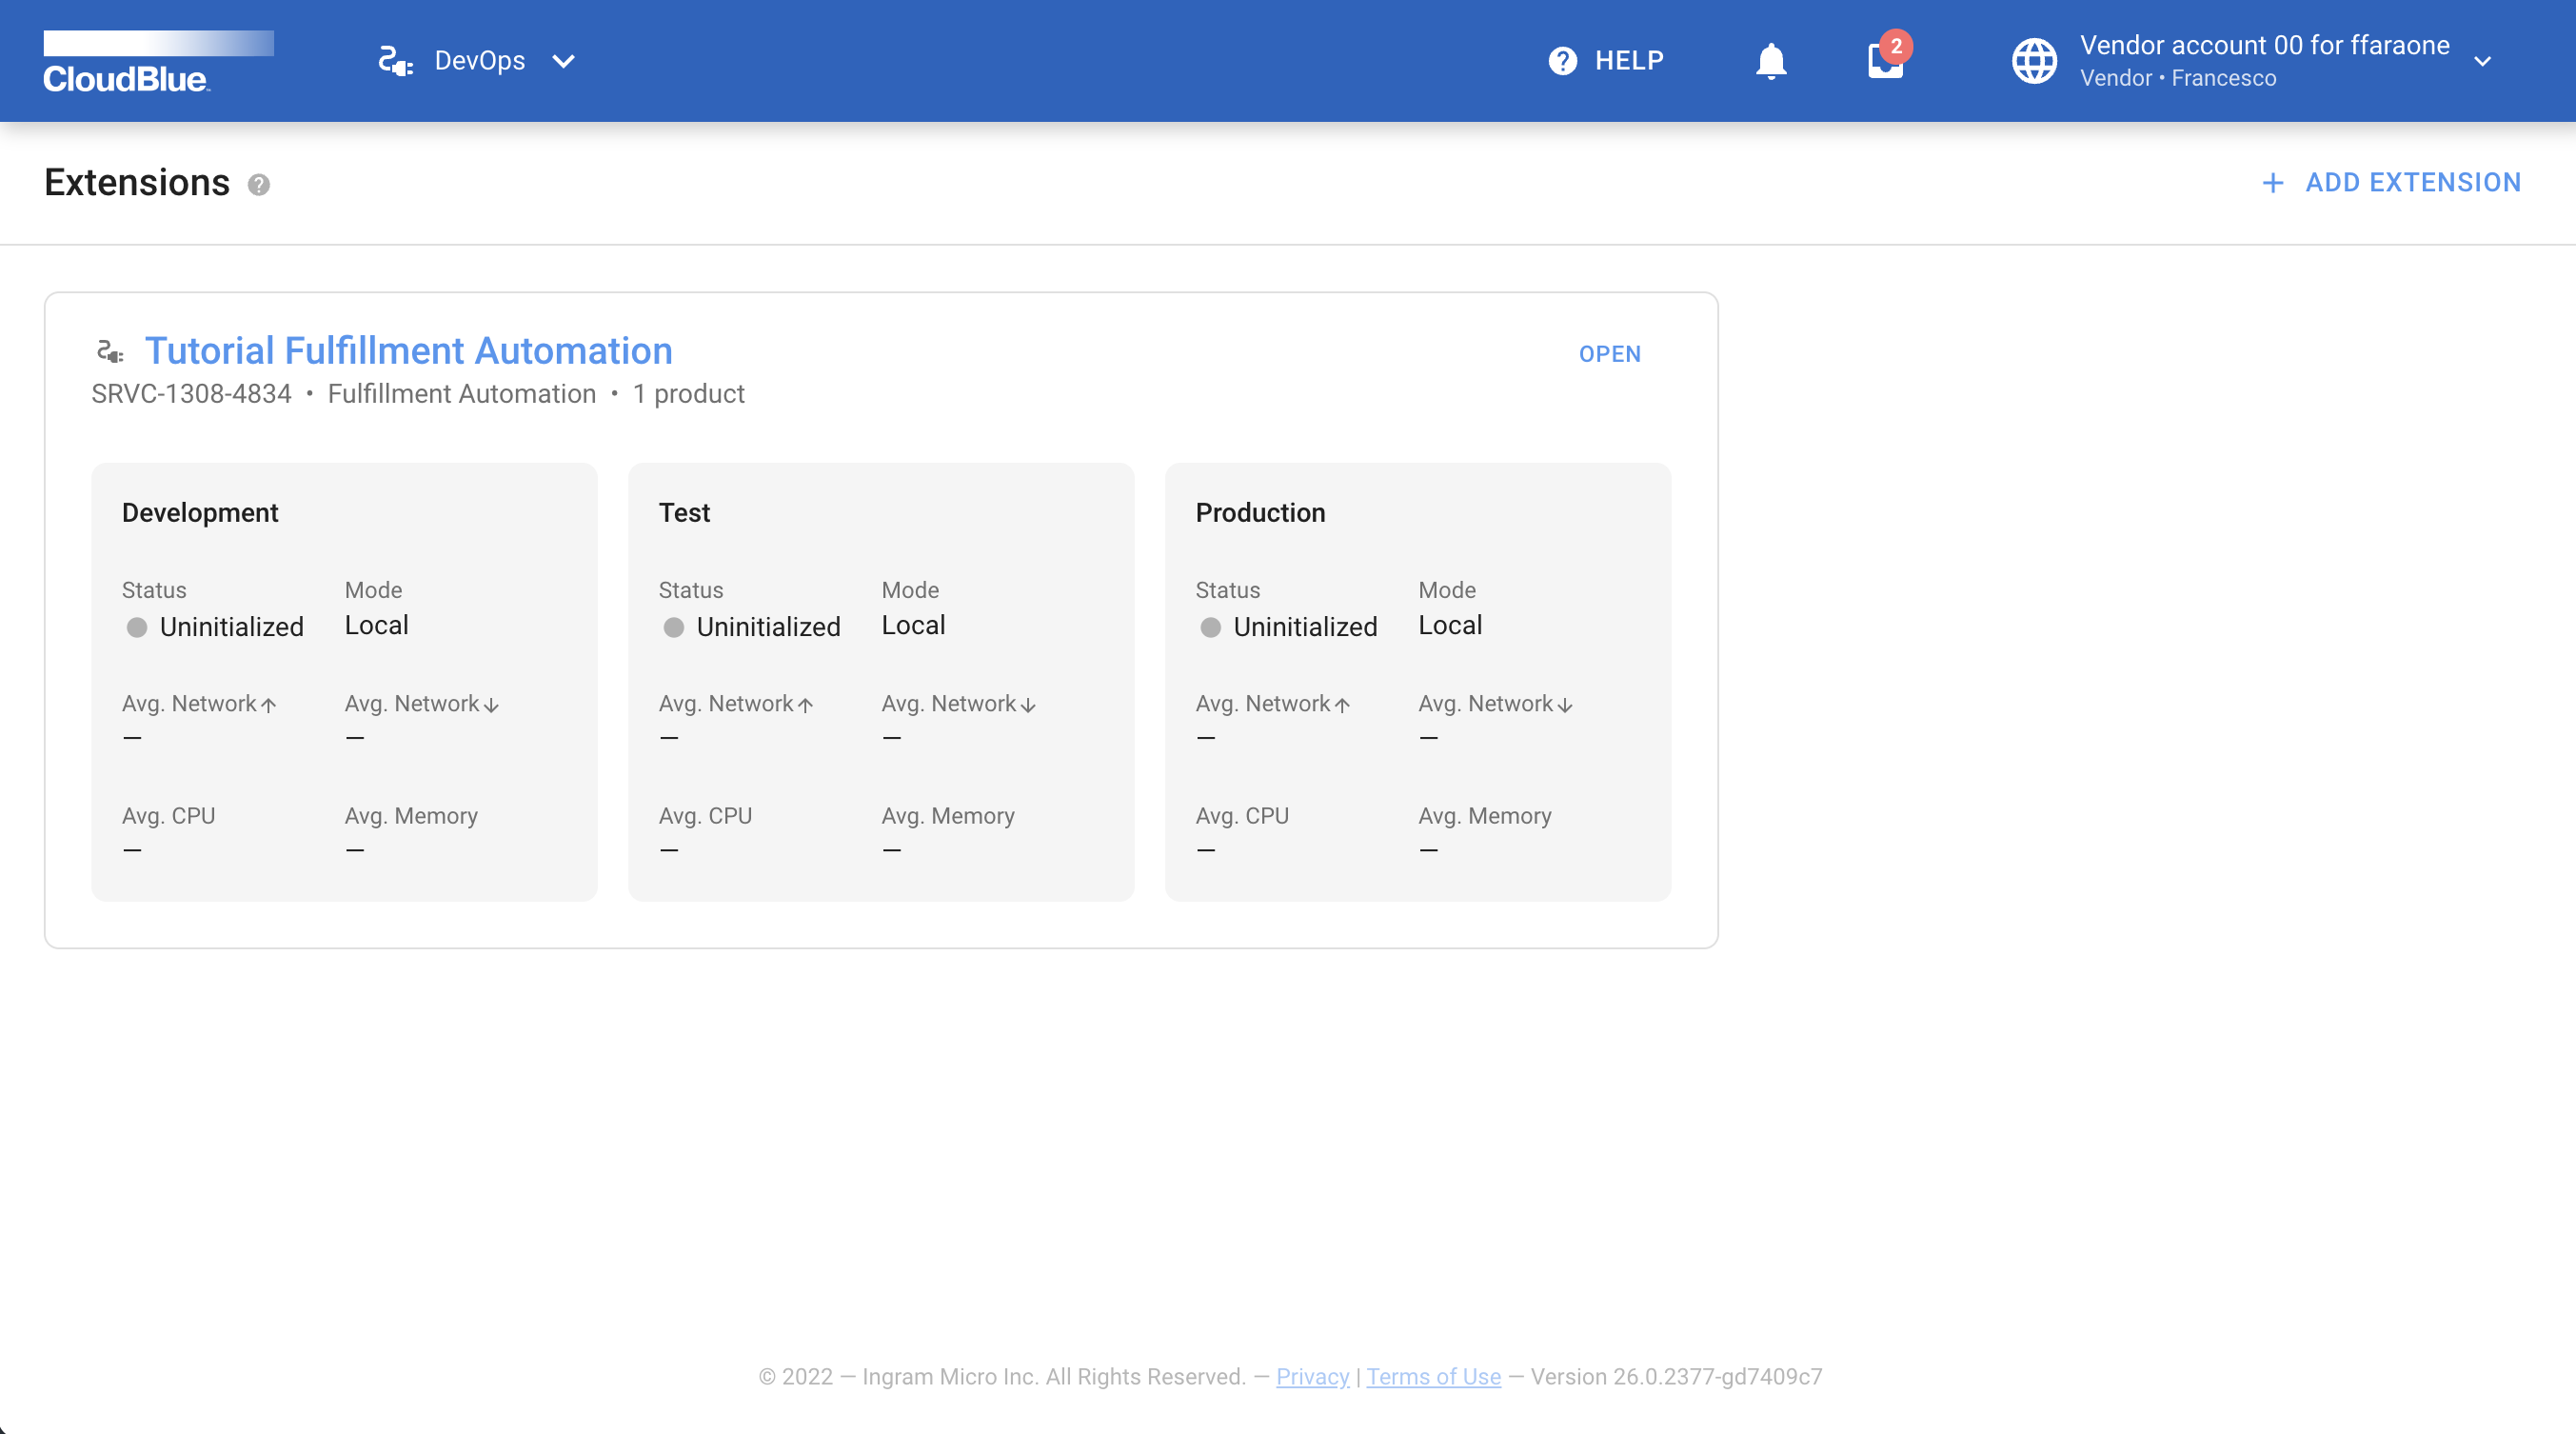 CloudBlue
DevOps
HELP
2
Vendor account 00 for ffaraone
Vendor • Francesco
Extensions
ADD EXTENSION
Tutorial Fulfillment Automation
OPEN
SRVC-1308-4834 • Fulfillment Automation • 1 product
Development
Status Mode
Uninitialized Local
Avg. Network↑ Avg. Network↓
— —
Avg. CPU Avg. Memory
— —
Test
Status Mode
Uninitialized Local
Avg. Network↑ Avg. Network↓
— —
Avg. CPU Avg. Memory
— —
Production
Status Mode
Uninitialized Local
Avg. Network↑ Avg. Network↓
— —
Avg. CPU Avg. Memory
— —
© 2022 — Ingram Micro Inc. All Rights Reserved. — Privacy | Terms of Use — Version 26.0.2377-gd7409c7